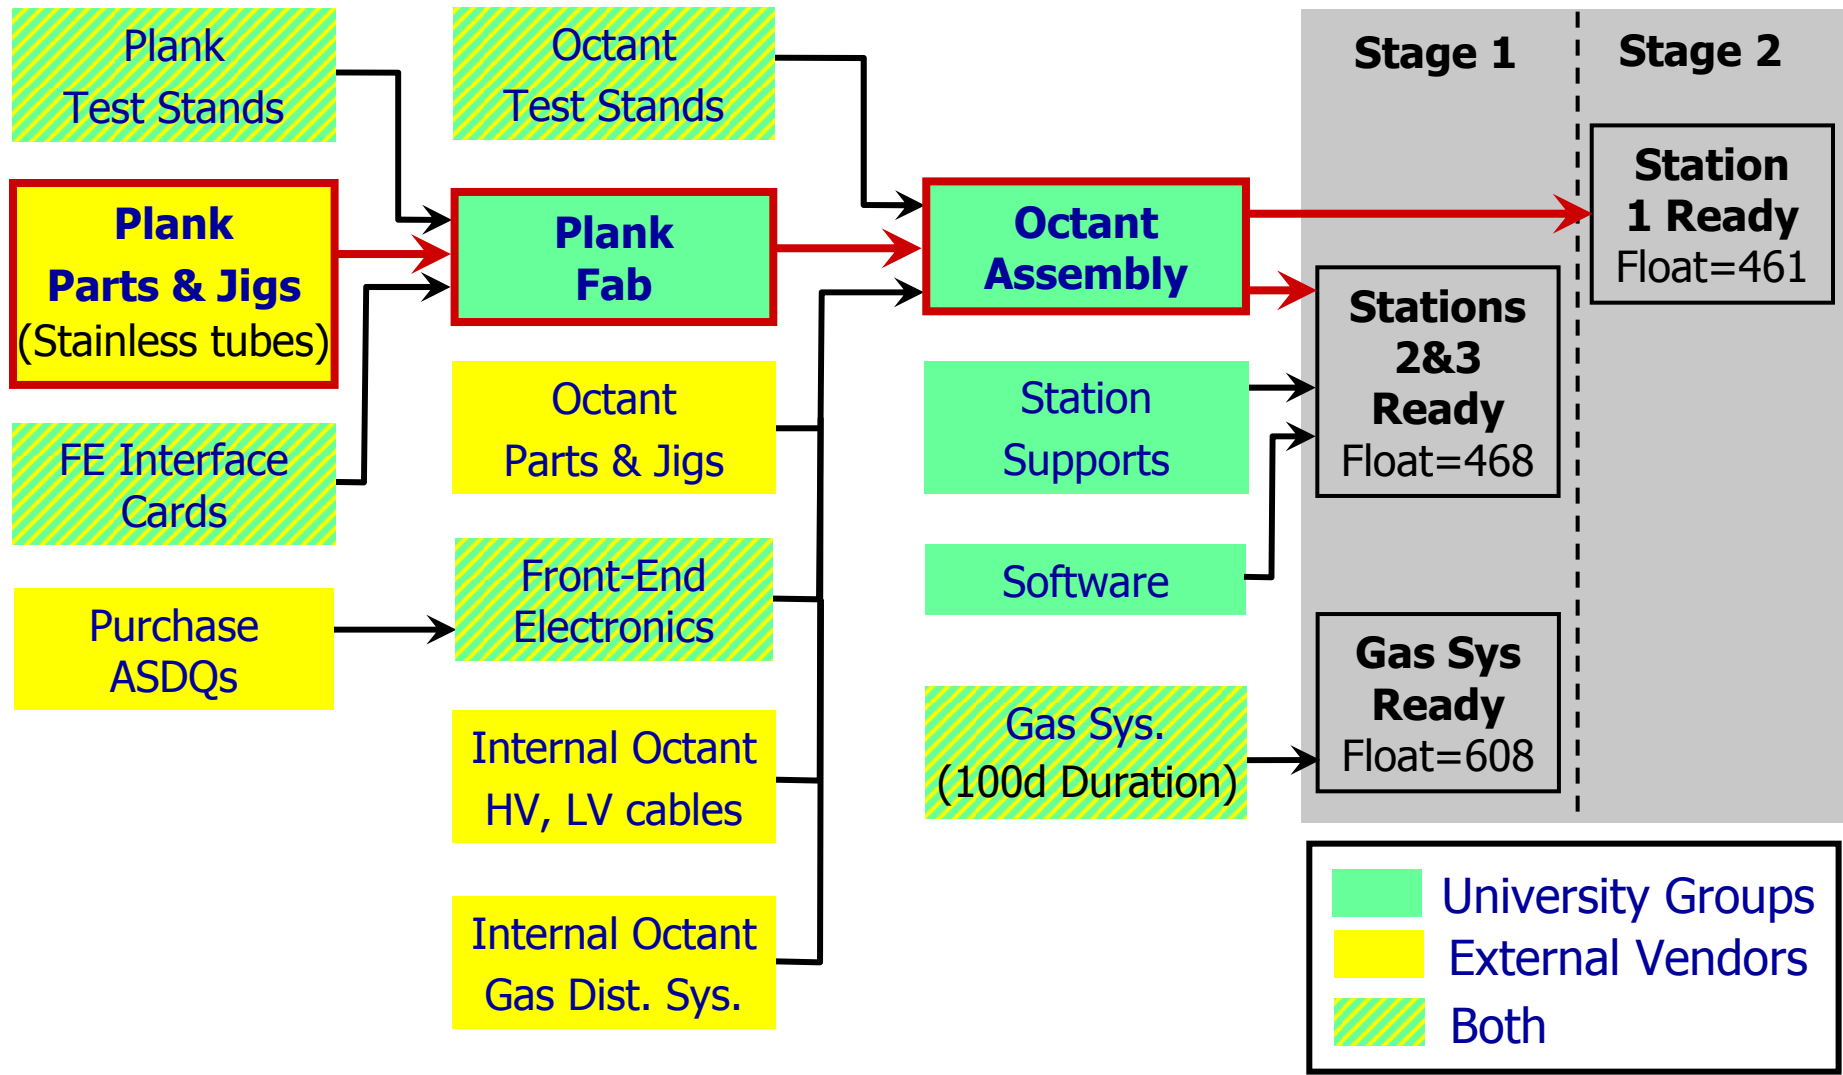 Plank
Test Stands
Plank
Parts & Jigs
(Stainless tubes)
FE Interface
Cards
Purchase
ASDQs
Octant
Test Stands
Plank
Fab
Octant
Parts & Jigs
Front-End
Electronics
Internal Octant
HV, LV cables
Internal Octant
Gas Dist. Sys.
Octant
Assembly
Station
Supports
Software
Gas Sys.
(100d Duration)
Stage 1
Stations
2&3
Ready
Float=468
Gas Sys
Ready
Float=608
Stage 2
Station
1 Ready
Float=461
University Groups
External Vendors
Both